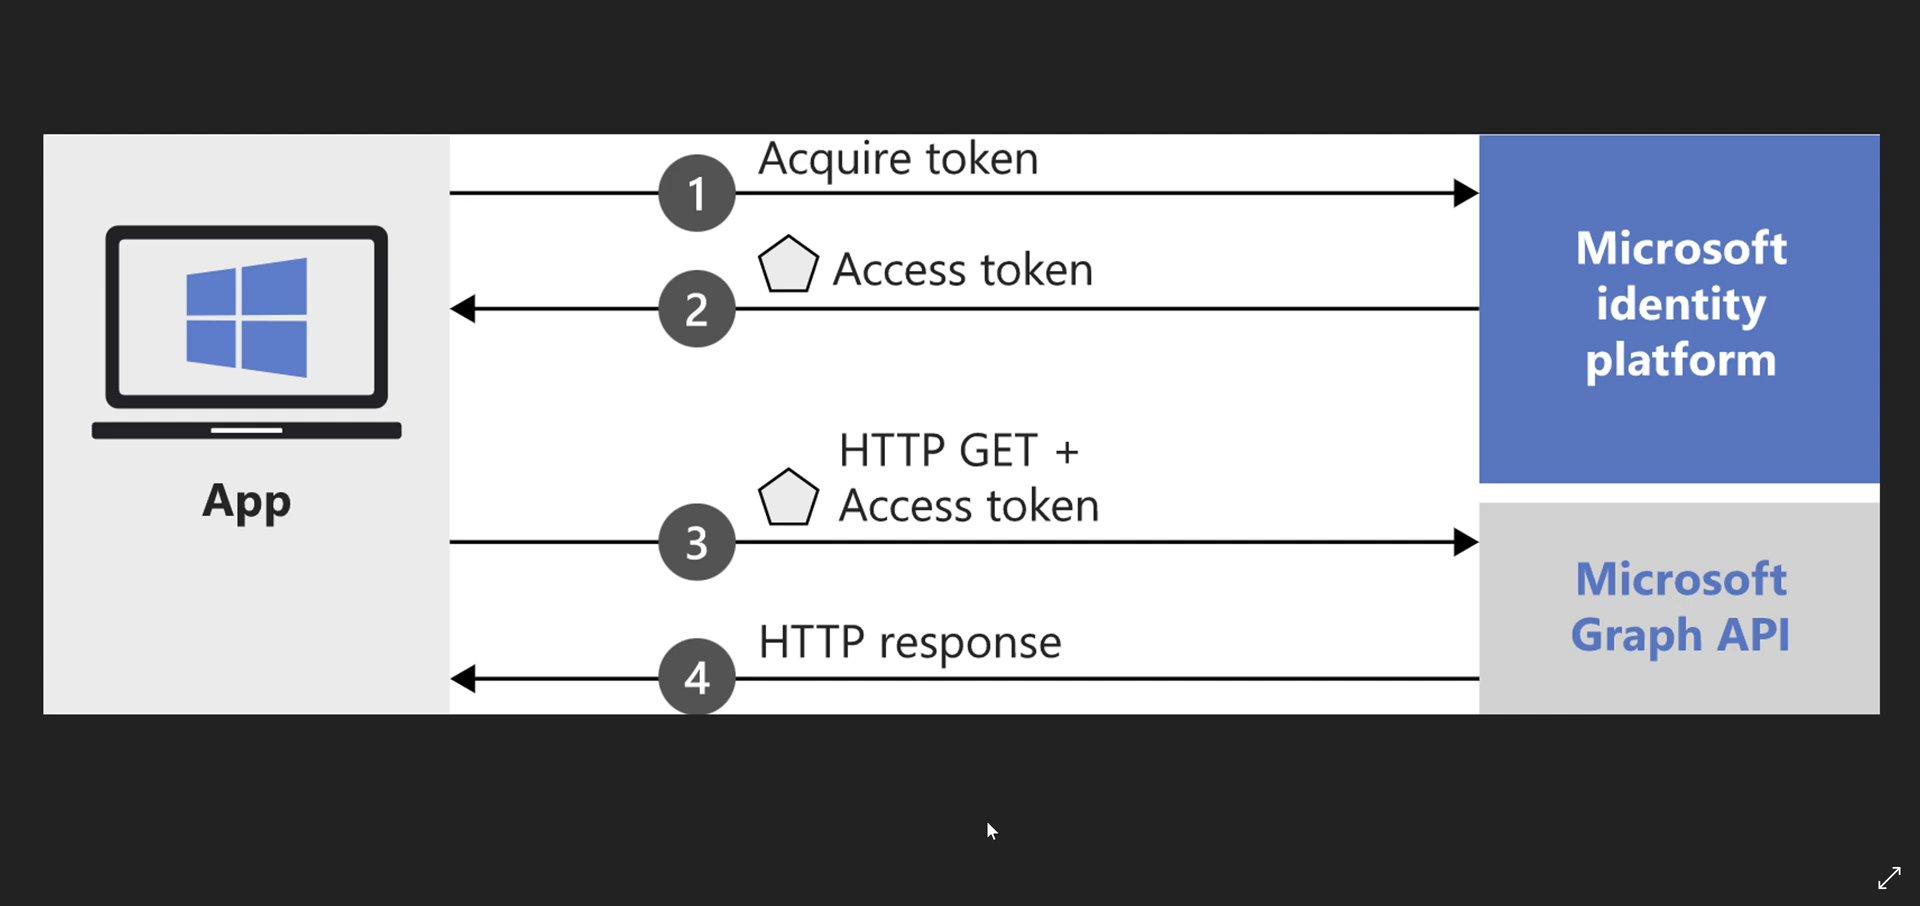 Acquire token
1
Access token
2
HTTP GET +
Access token
3
HTTP response
4
App
Microsoft
identity
platform
Microsoft
Graph API